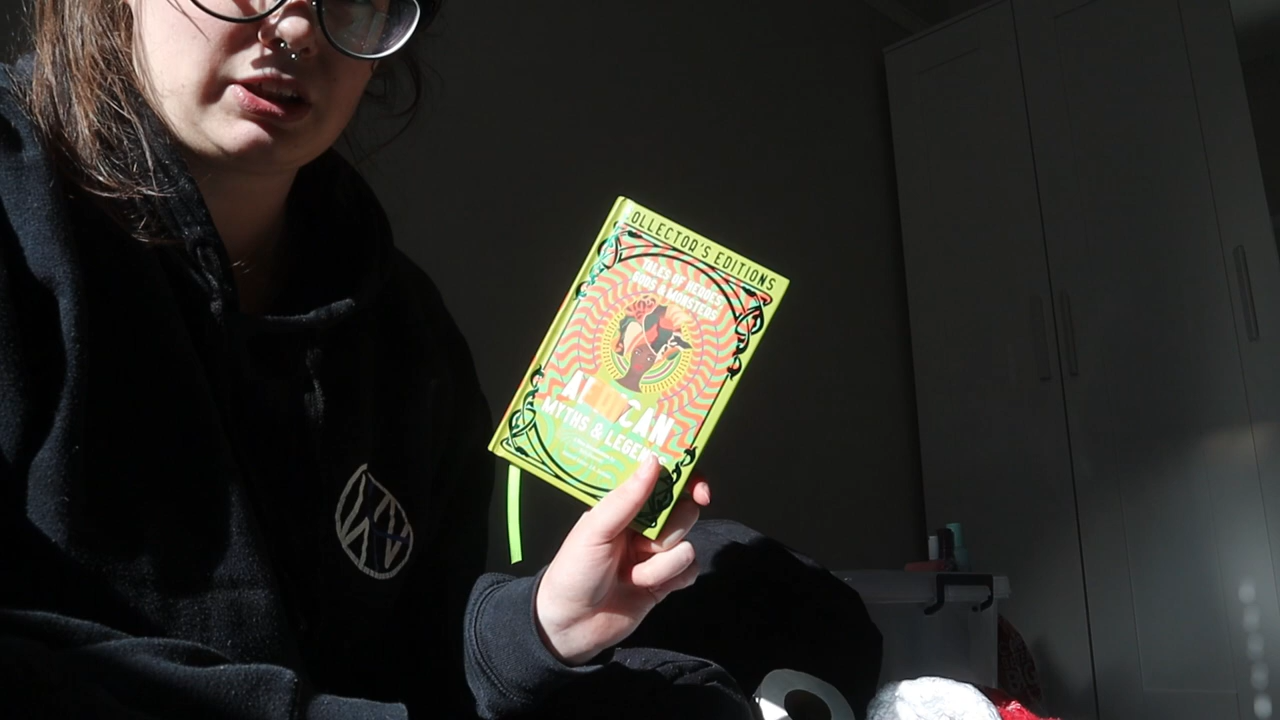 COLLECTOR'S EDITIONS
TALES OF HEROES,
GODS & MONSTERS
AFRICAN
MYTHS & LEGENDS